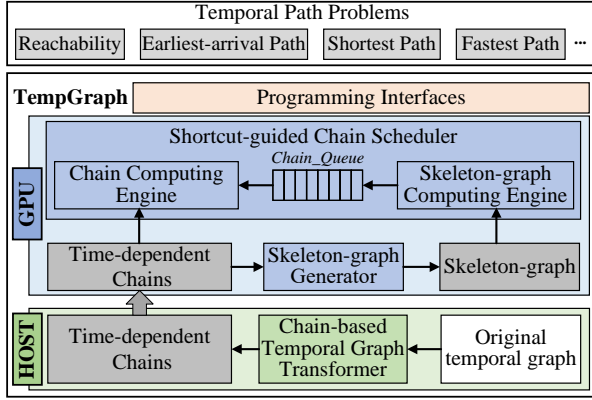 Temporal Path Problems
Reachability
Earliest-arrival Path
Shortest Path
Fastest Path
...
TempGraph
Programming Interfaces
GPU
Shortcut-guided Chain Scheduler
Chain Computing
Engine
Chain_Queue
Skeleton-graph
Computing Engine
Time-dependent
Chains
Skeleton-graph
Generator
Skeleton-graph
HOST
Time-dependent
Chains
Chain-based
Temporal Graph
Transformer
Original
temporal graph